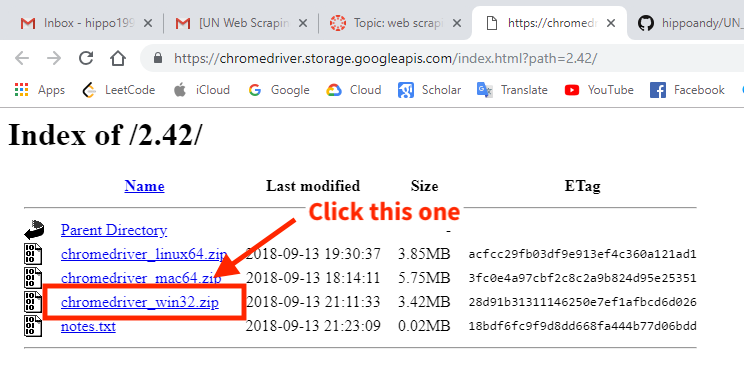 Inbox - hippo199
[UN Web Scrapin
Topic: web scrap
https://chromedri
hippoandy/UN_
https://chromedriver.storage.googleapis.com/index.html?path=2.42/
Apps LeetCode iCloud Google Cloud Scholar Translate YouTube Facebook
Index of /2.42/
Name Last modified Size ETag
Click this one
Parent Directory -
chromedriver_linux64.zip 2018-09-13 19:30:37 3.85MB acfcc29fb03df9e913ef4c360a121ad1
chromedriver_mac64.zip 2018-09-13 18:14:11 5.75MB 3fc0e4a97cbf2c8c2a9b824d95e25351
chromedriver_win32.zip 2018-09-13 21:11:33 3.42MB 28d91b31311146250e7ef1afbcd6d026
notes.txt 2018-09-13 21:23:09 0.02MB 18bdf6fc9f9d8dd668fa444b77d06bdd